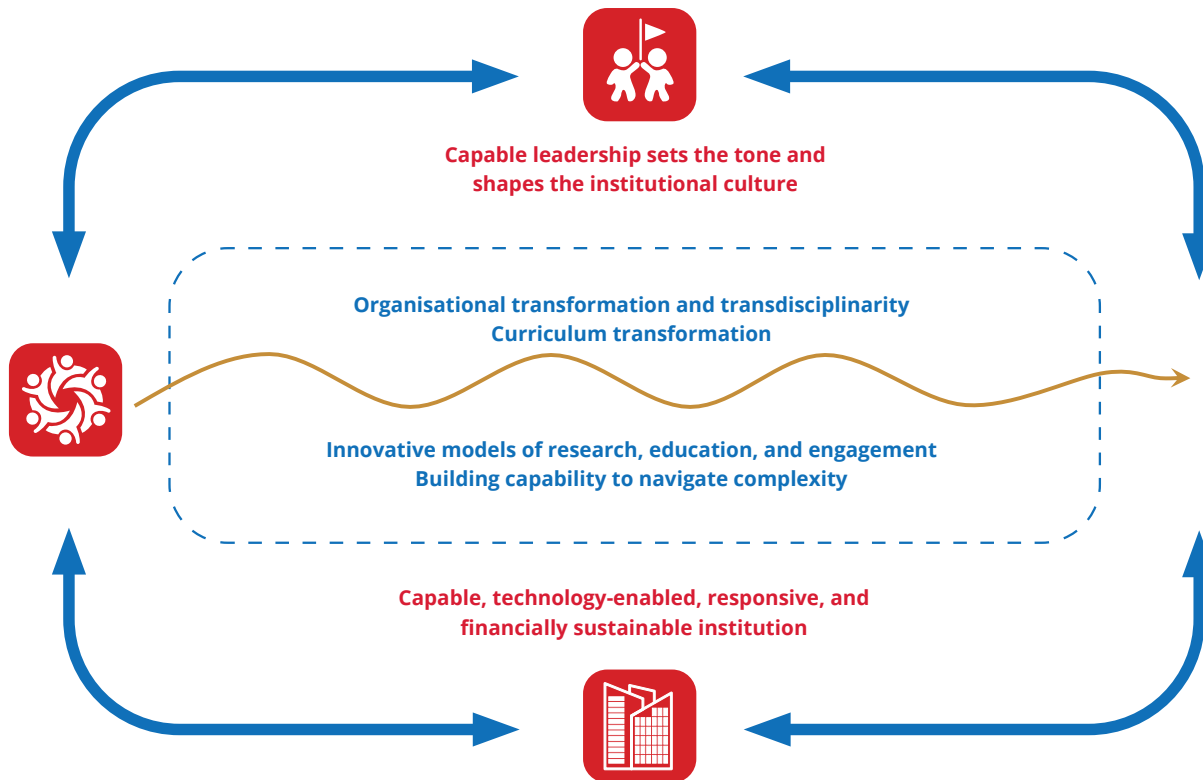 Capable leadership sets the tone and
shapes the institutional culture
Organisational transformation and transdisciplinarity
Curriculum transformation
Innovative models of research, education, and engagement
Building capability to navigate complexity
Capable, technology-enabled, responsive, and
financially sustainable institution